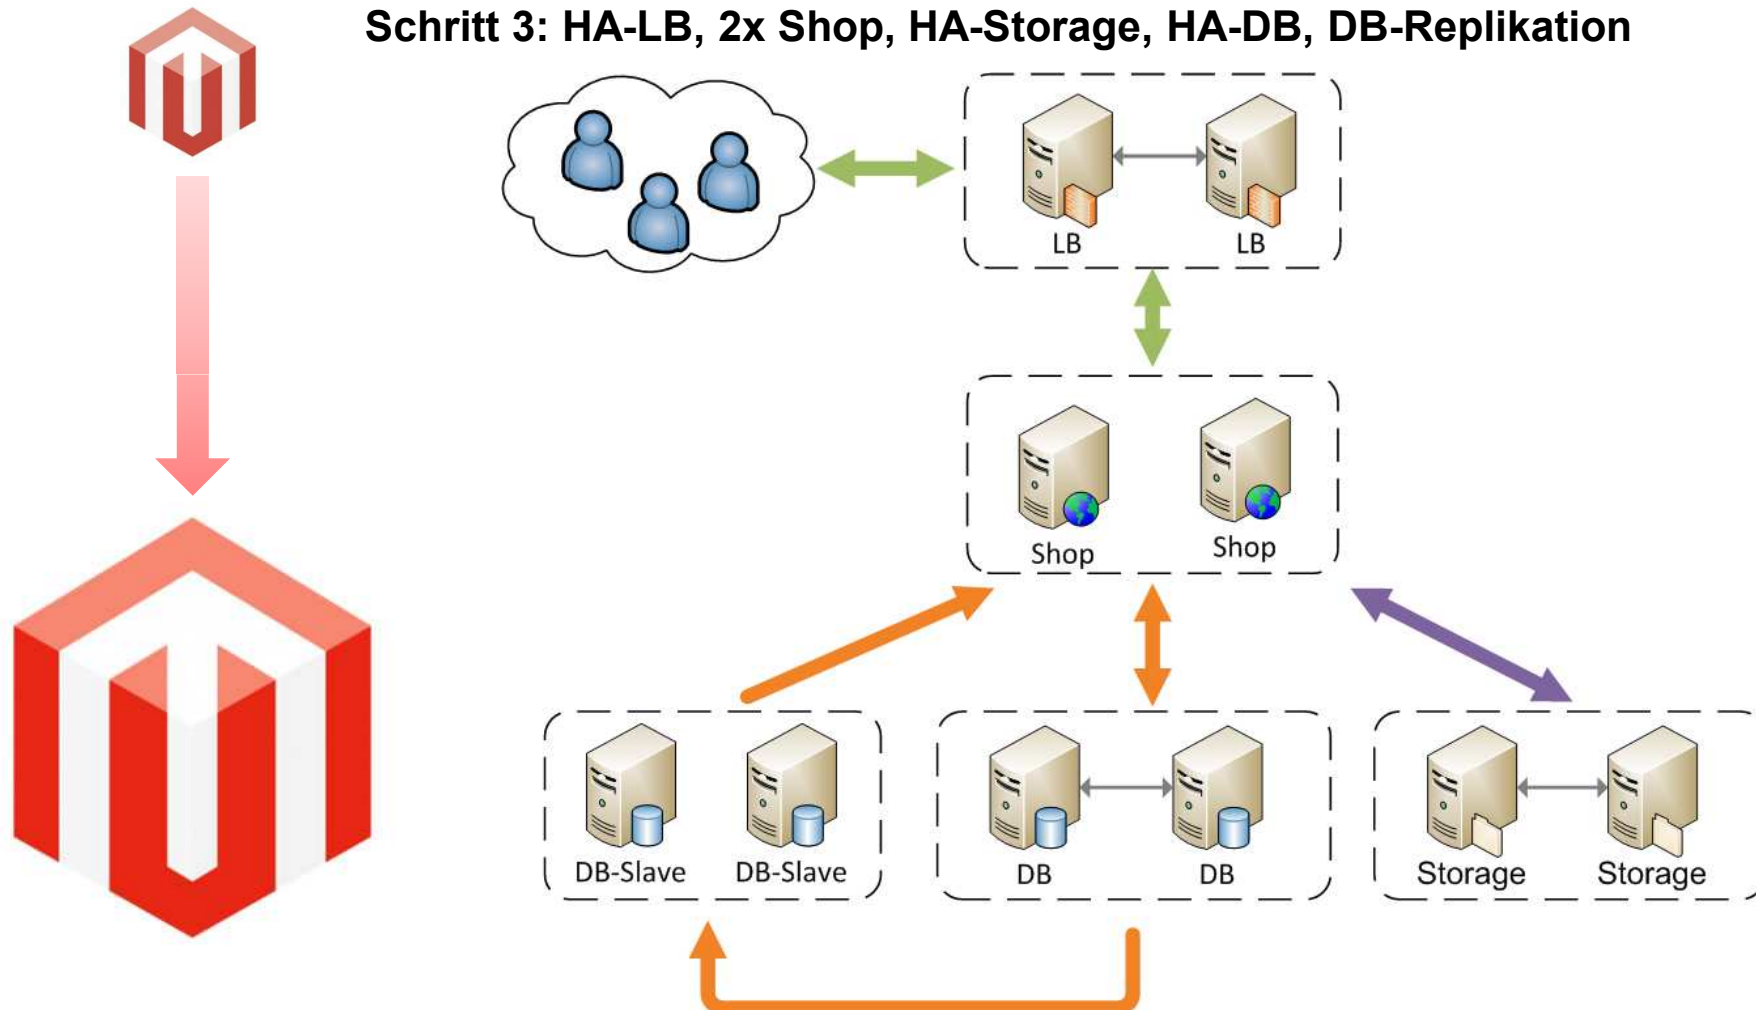 Schritt 3: HA-LB, 2x Shop, HA-Storage, HA-DB, DB-Replikation
LB LB
Shop Shop
DB-Slave DB-Slave DB DB Storage Storage